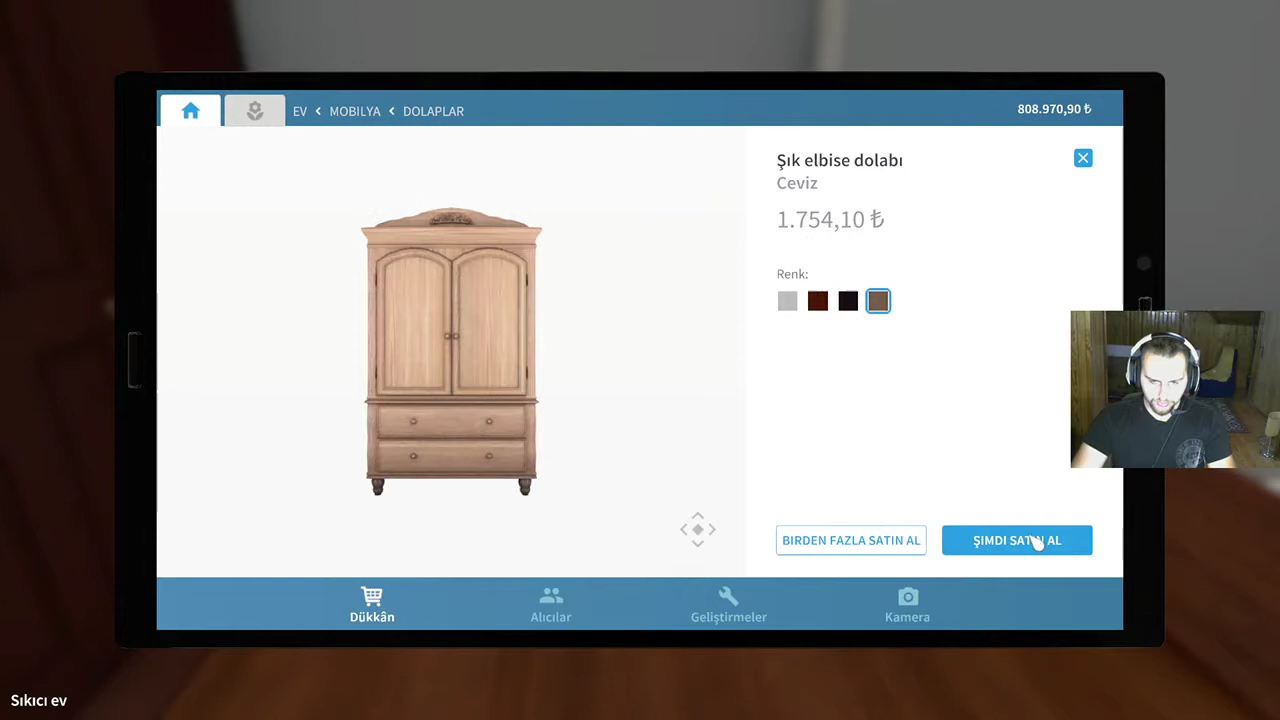 EV < MOBILYA < DOLAPLAR
808.970,90 ₺
Şık elbise dolabı
Ceviz
1.754,10 ₺
Renk:
BIRDEN FAZLA SATIN AL
ŞIMDI SATIN AL
Dükkân
Alıcılar
Geliştirmeler
Kamera
Sıkıcı ev